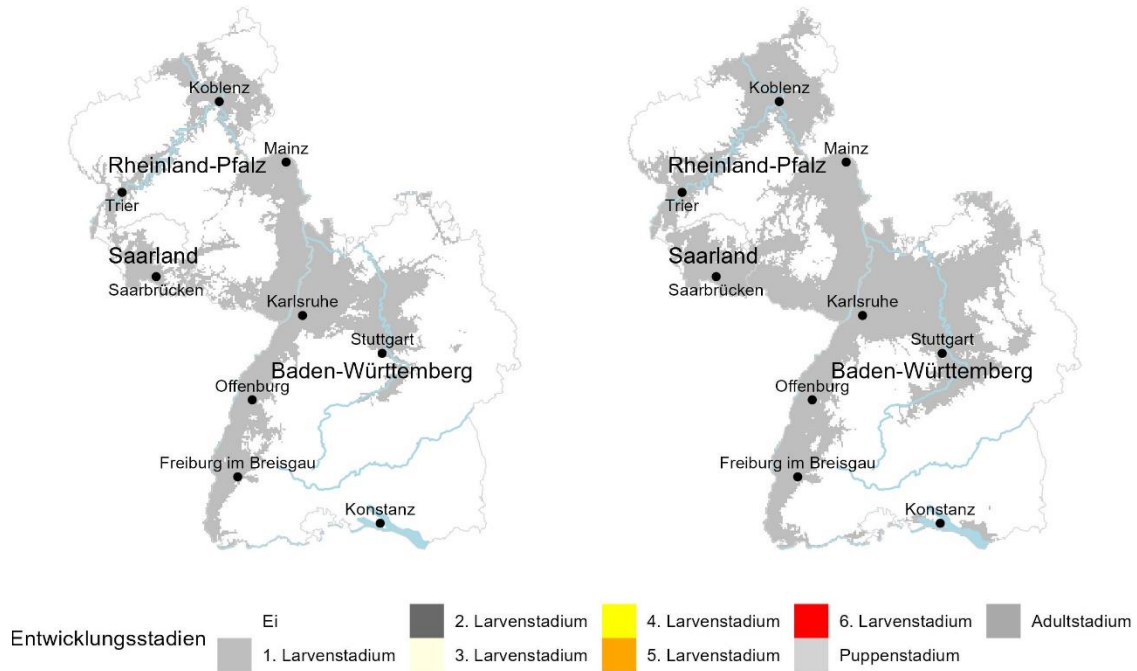 Koblenz
Mainz
Rheinland-Pfalz
Trier
Saarland
Saarbrücken
Karlsruhe
Stuttgart
Baden-Württemberg
Offenburg
Freiburg im Breisgau
Konstanz
Koblenz
Mainz
Rheinland-Pfalz
Trier
Saarland
Saarbrücken
Karlsruhe
Stuttgart
Baden-Württemberg
Offenburg
Freiburg im Breisgau
Konstanz
Entwicklungsstadien
Ei
1. Larvenstadium
2. Larvenstadium
3. Larvenstadium
4. Larvenstadium
5. Larvenstadium
6. Larvenstadium
Puppenstadium
Adultstadium